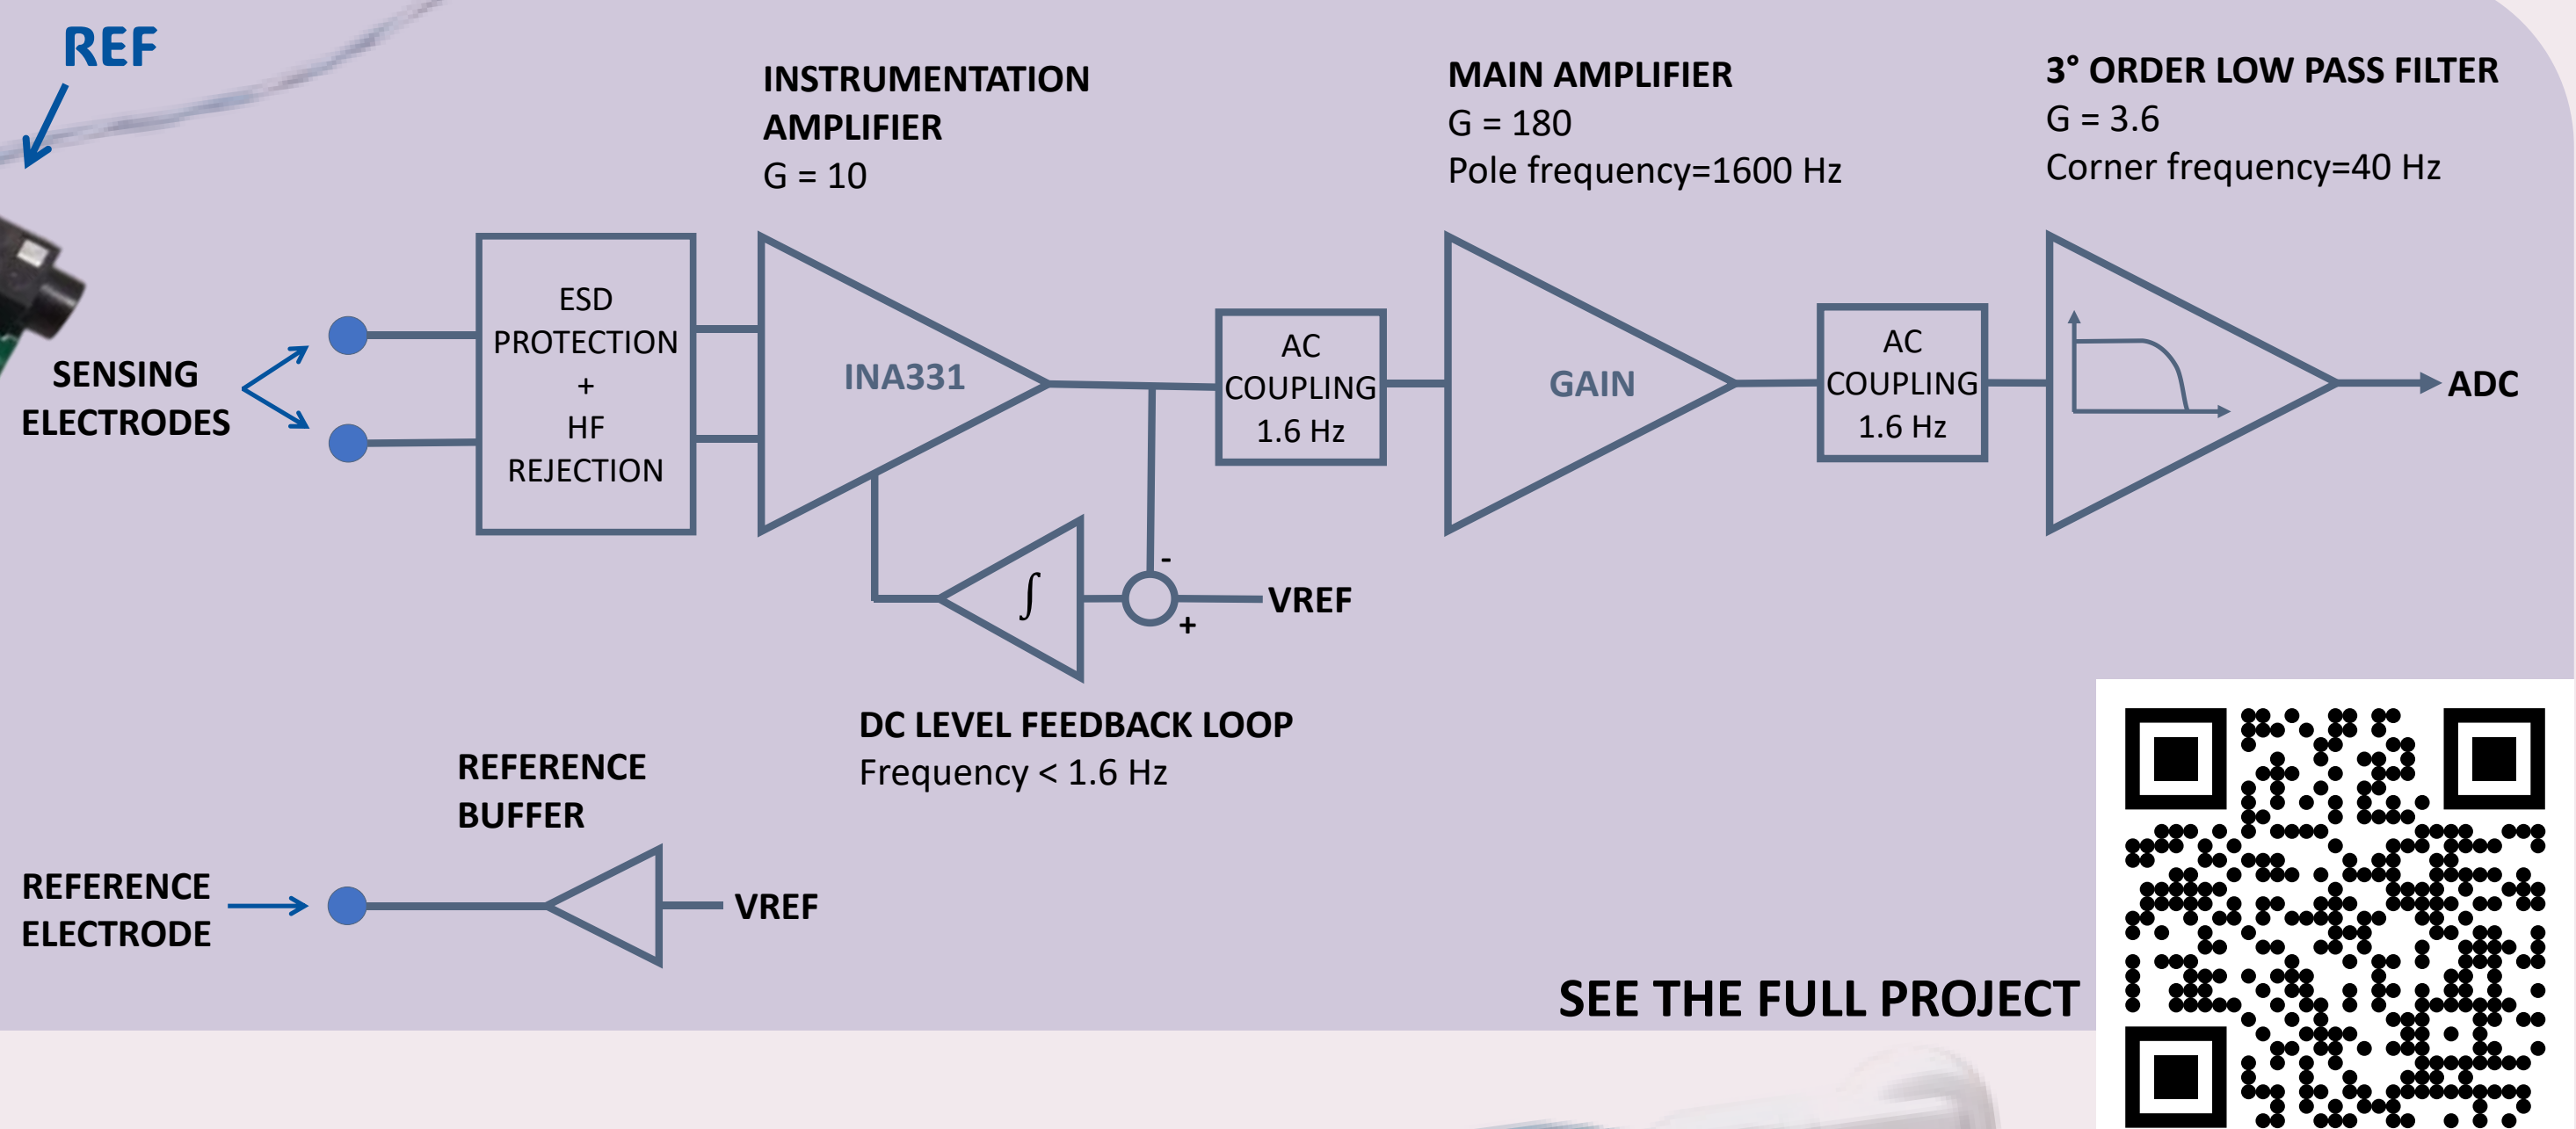 REF
INSTRUMENTATION
AMPLIFIER
G = 10
MAIN AMPLIFIER
G = 180
Pole frequency=1600 Hz
3° ORDER LOW PASS FILTER
G = 3.6
Corner frequency=40 Hz
SENSING
ELECTRODES
ESD
PROTECTION
+
HF
REJECTION
INA331
AC
COUPLING
1.6 Hz
GAIN
AC
COUPLING
1.6 Hz
ADC
∫
-
+
VREF
DC LEVEL FEEDBACK LOOP
Frequency < 1.6 Hz
REFERENCE
BUFFER
REFERENCE
ELECTRODE
VREF
SEE THE FULL PROJECT